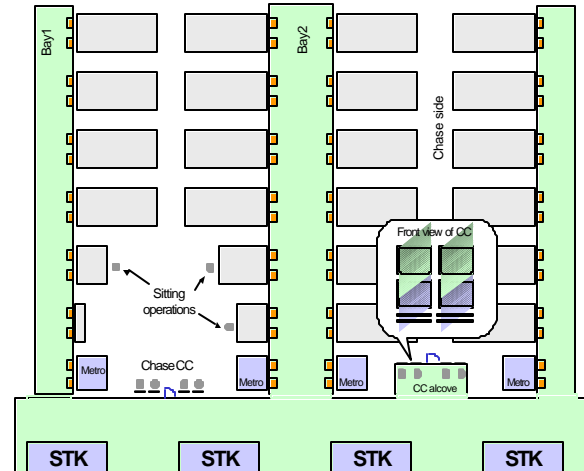 Bay1
Bay2
Chase side
Front view of CC
Sitting
operations
Chase CC
Metro
Metro
Metro
Metro
CC alcove
STK
STK
STK
STK